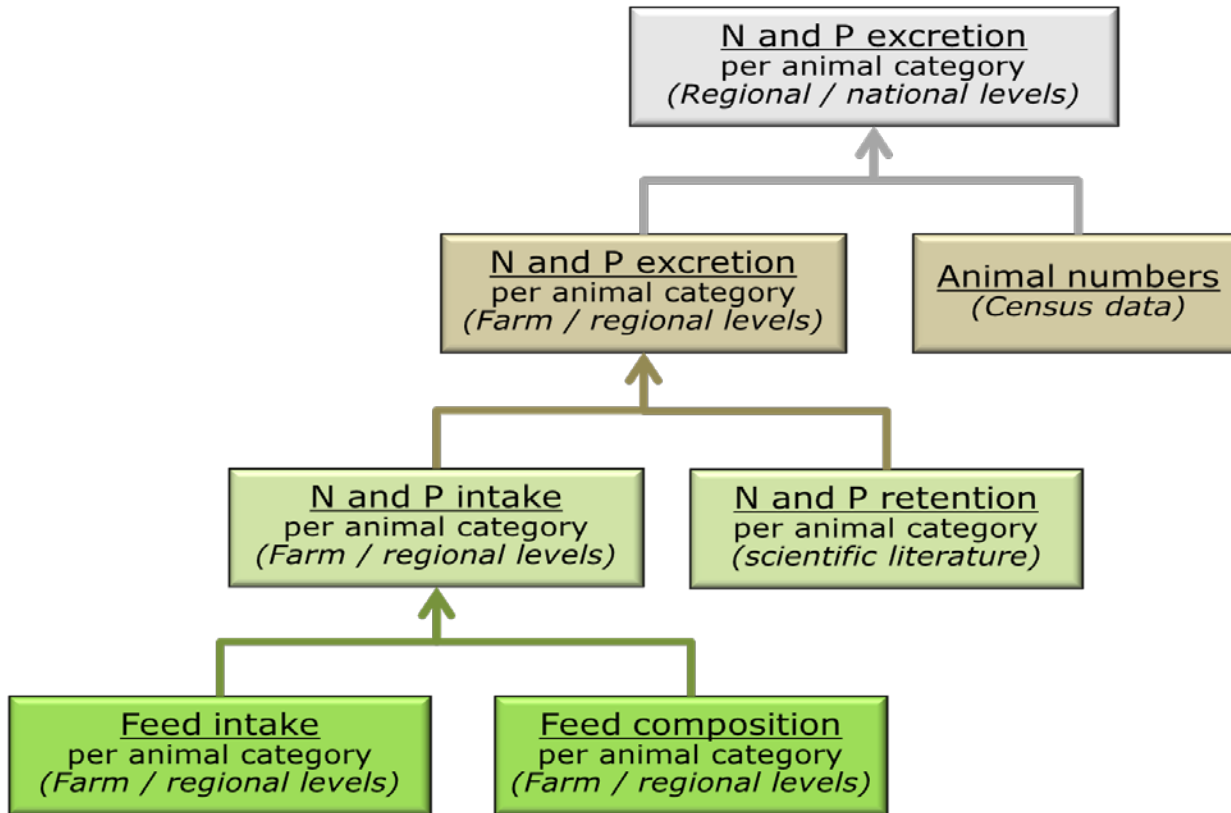 N and P excretion
per animal category
(Regional / national levels)
N and P excretion
per animal category
(Farm / regional levels)
Animal numbers
(Census data)
N and P intake
per animal category
(Farm / regional levels)
N and P retention
per animal category
(scientific literature)
Feed intake
per animal category
(Farm / regional levels)
Feed composition
per animal category
(Farm / regional levels)